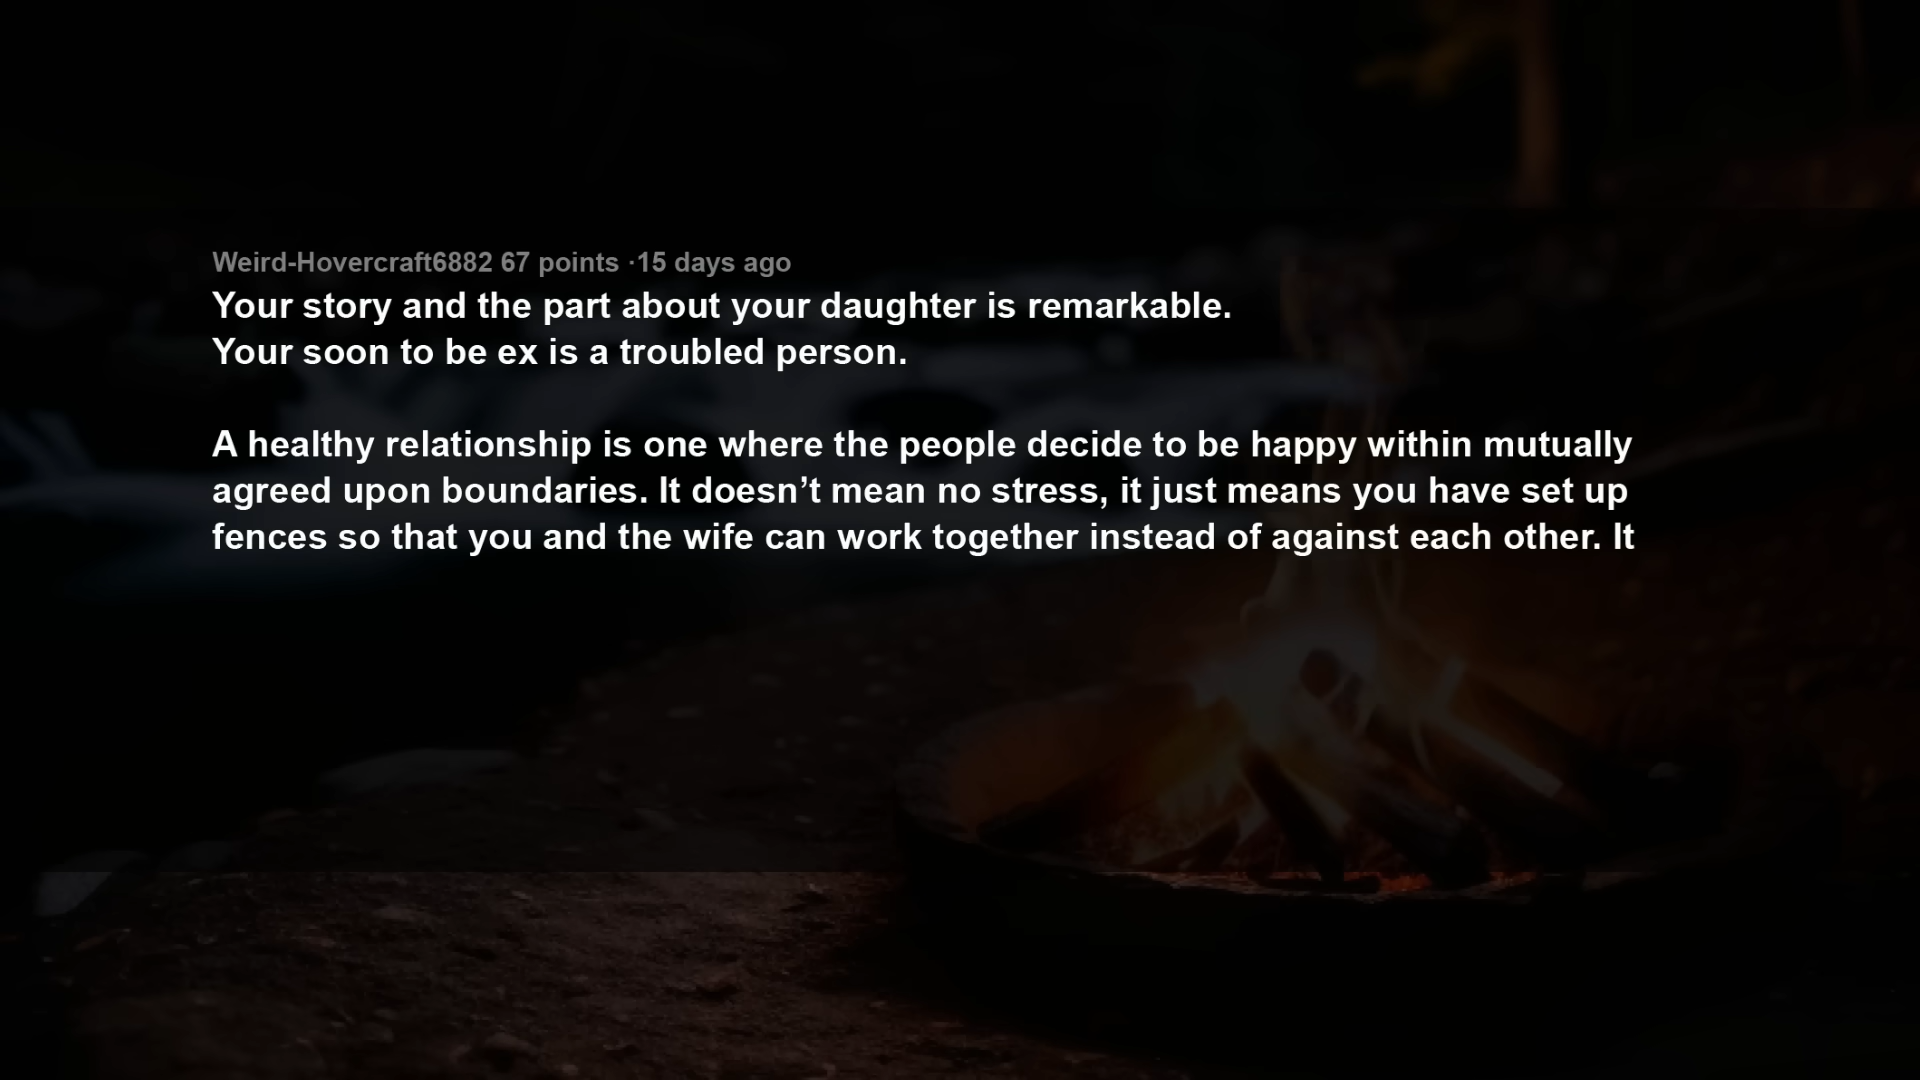 Weird-Hovercraft6882 67 points ·15 days ago
Your story and the part about your daughter is remarkable.
Your soon to be ex is a troubled person.
A healthy relationship is one where the people decide to be happy within mutually
agreed upon boundaries. It doesn’t mean no stress, it just means you have set up
fences so that you and the wife can work together instead of against each other. It